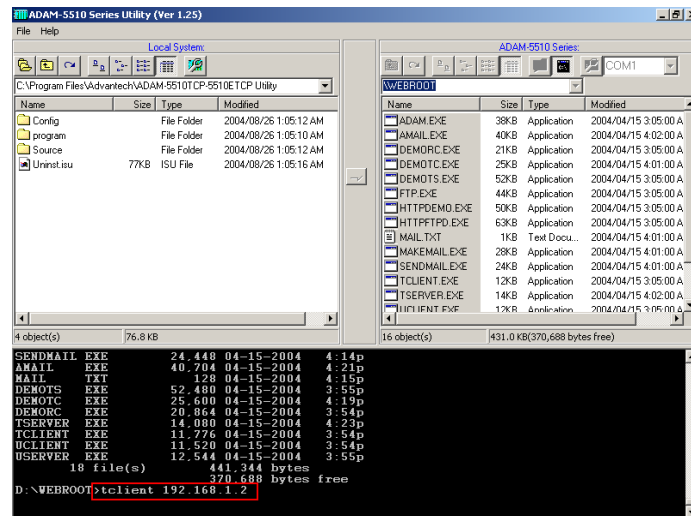 ADAM-5510 Series Utility (Ver 1.25)
File Help
Local System:
ADAM-5510 Series:
COM1
C:\Program Files\Advantech\ADAM-5510TCP-5510ETCP Utility
\WEBROOT
Name Size Type Modified
Config File Folder 2004/08/26 1:05:12 AM
program File Folder 2004/08/26 1:05:10 AM
Source File Folder 2004/08/26 1:05:12 AM
Uninst.isu 77KB ISU File 2004/08/26 1:05:16 AM
Name Size Type Modified
ADAM.EXE 38KB Application 2004/04/15 3:05:00 A
AMAIL.EXE 40KB Application 2004/04/15 4:02:00 A
DEMORC.EXE 21KB Application 2004/04/15 3:05:00 A
DEMOTC.EXE 25KB Application 2004/04/15 4:01:00 A
DEMOTS.EXE 52KB Application 2004/04/15 3:05:00 A
FTP.EXE 44KB Application 2004/04/15 3:05:00 A
HTTPDEMO.EXE 50KB Application 2004/04/15 3:05:00 A
HTTPFTPD.EXE 63KB Application 2004/04/15 3:05:00 A
MAIL.TXT 1KB Text Docu... 2004/04/15 4:01:00 A
MAKEMAIL.EXE 28KB Application 2004/04/15 4:01:00 A
SENDMAIL.EXE 24KB Application 2004/04/15 4:01:00 A
TCLIENT.EXE 12KB Application 2004/04/15 3:05:00 A
TSERVER.EXE 14KB Application 2004/04/15 4:02:00 A
UCLIENT.EXE 12KB Application 2004/04/15 3:05:00 A
4 object(s) 76.8 KB
16 object(s) 431.0 KB(370,688 bytes free)
SENDMAIL EXE 24,448 04-15-2004 4:14p
AMAIL EXE 40,704 04-15-2004 4:21p
MAIL TXT 128 04-15-2004 4:15p
DEMOTS EXE 52,480 04-15-2004 3:55p
DEMOTC EXE 25,600 04-15-2004 4:19p
DEMORC EXE 20,864 04-15-2004 3:54p
TSERVER EXE 14,080 04-15-2004 4:23p
TCLIENT EXE 11,776 04-15-2004 3:54p
UCLIENT EXE 11,520 04-15-2004 3:54p
USERVER EXE 12,544 04-15-2004 3:55p
18 file(s) 441,344 bytes
370,688 bytes free
D:\WEBROOT>tclient 192.168.1.2